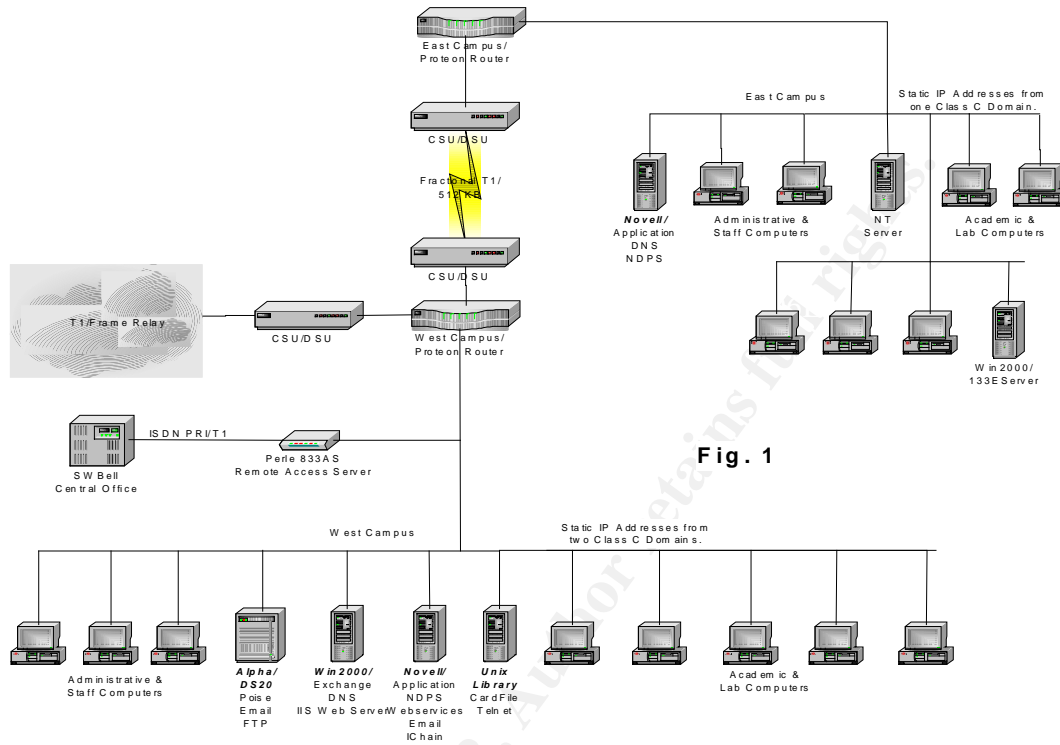 East Campus/
Proteon Router
CSU/DSU
Fractional T1/
512 KB
CSU/DSU
West Campus/
Proteon Router
T1/Frame Relay
CSU/DSU
East Campus
Static IP Addresses from
one Class C Domain.
Novell/
Application
DNS
NDPS
Administrative &
Staff Computers
NT
Server
Academic &
Lab Computers
Win2000/
133E Server
Fig. 1
SW Bell
Central Office
ISDN PRI/T1
Perle 833AS
Remote Access Server
West Campus
Static IP Addresses from
two Class C Domains.
Administrative &
Staff Computers
Alpha/
DS20
Poise
Email
FTP
Win2000/
Exchange
DNS
IIS Web Server
Novell/
Application
NDPS
Webservices
Email
IChain
Unix
Library
CardFile
Telnet
Academic &
Lab Computers
Author retains full rights.